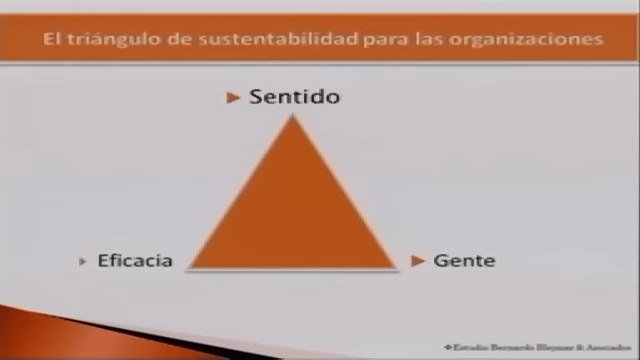 El triángulo de sustentabilidad para las organizaciones
Sentido
Eficacia
Gente
Estudio Bernardo Blejmar & Asociados